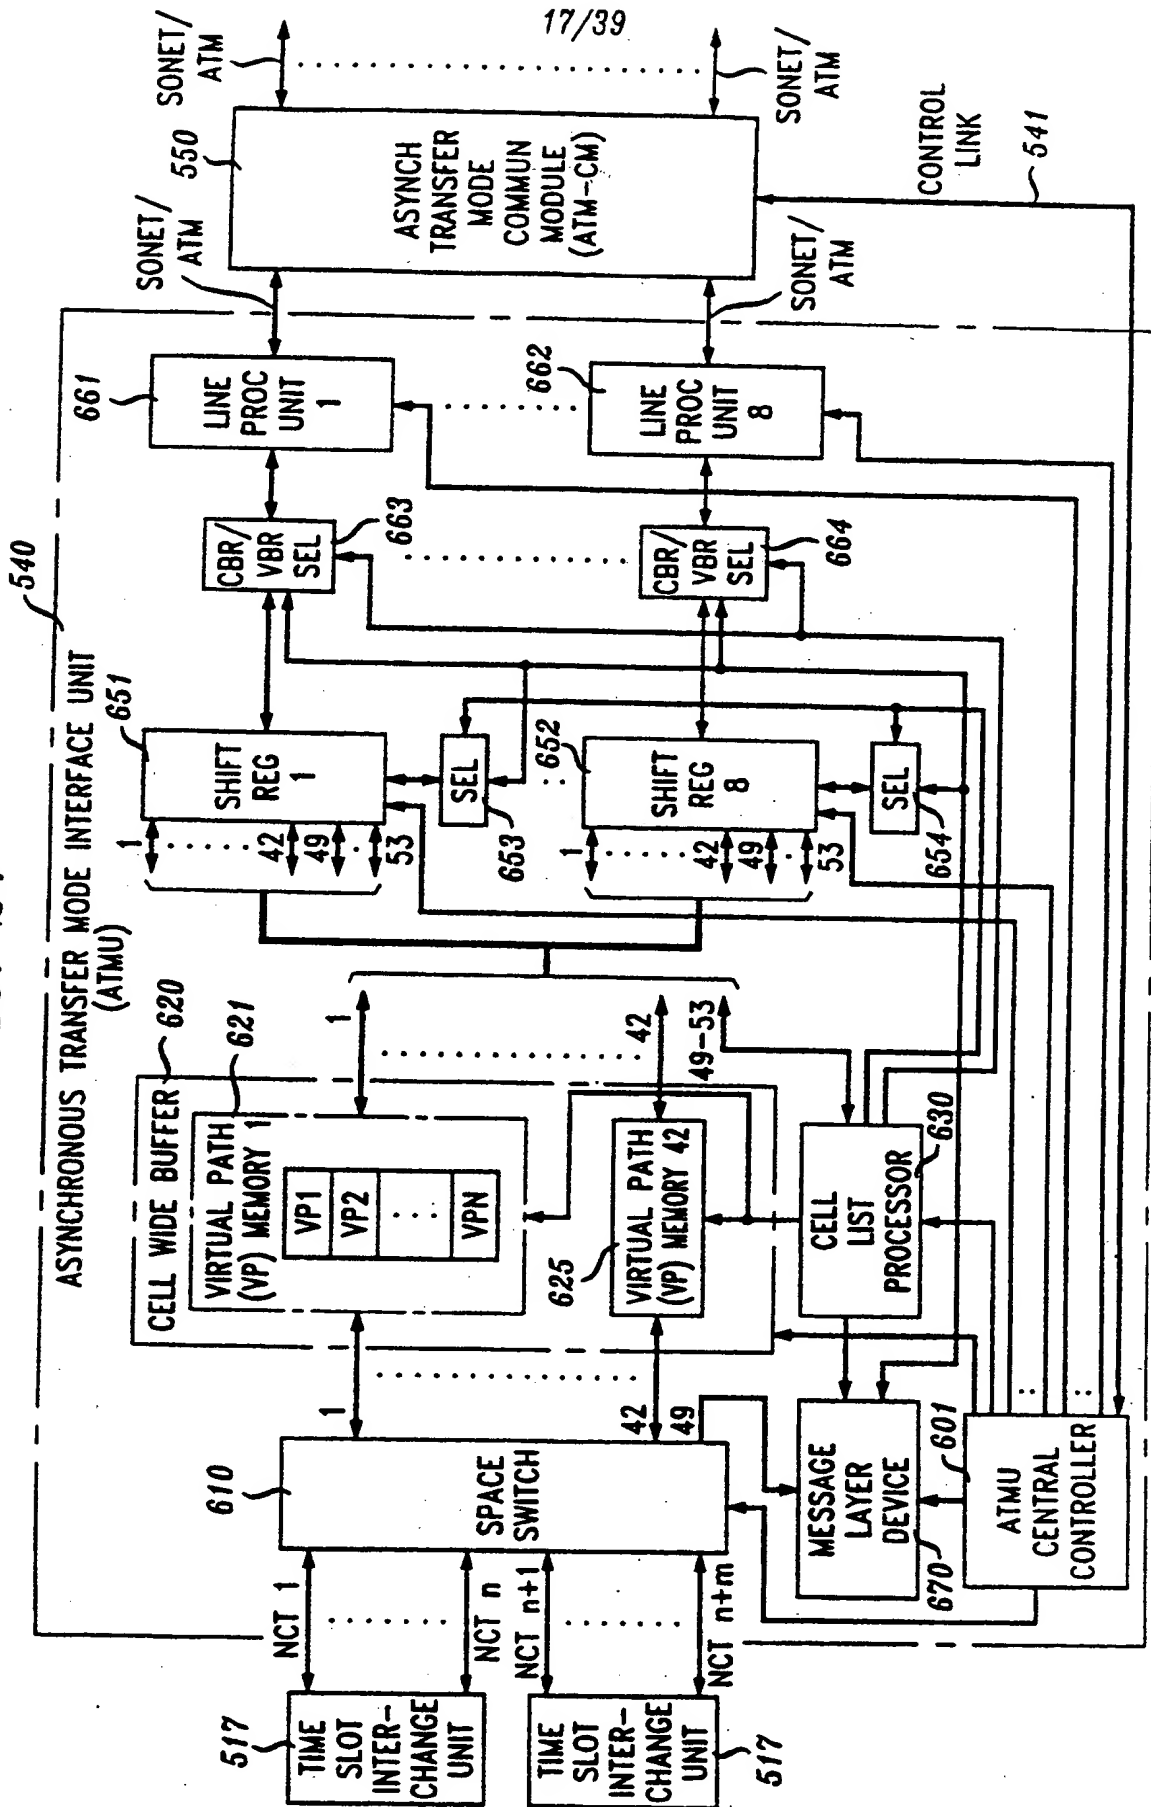 17/39
540
ASYNCHRONOUS TRANSFER MODE INTERFACE UNIT
(ATMU)
517
TIME
SLOT
INTER-
CHANGE
UNIT
TIME
SLOT
INTER-
CHANGE
UNIT
517
NCT 1
NCT n
NCT n+1
NCT n+m
610
SPACE
SWITCH
1
42
49
CELL WIDE BUFFER
620
621
VIRTUAL PATH
(VP) MEMORY 1
VP1
VP2
VPN
625
VIRTUAL PATH
(VP) MEMORY 42
1
42
49-53
CELL
LIST
PROCESSOR
630
MESSAGE
LAYER
DEVICE
670
601
ATMU
CENTRAL
CONTROLLER
651
SHIFT
REG
1
1
42
49
53
SEL
653
652
SHIFT
REG
8
1
42
49
53
SEL
654
CBR/
VBR
SEL
663
CBR/
VBR
SEL
664
661
LINE
PROC
UNIT
1
662
LINE
PROC
UNIT
8
SONET/
ATM
SONET/
ATM
550
ASYNCH
TRANSFER
MODE
COMMUN
MODULE
(ATM-CM)
SONET/
ATM
SONET/
ATM
CONTROL
LINK
541